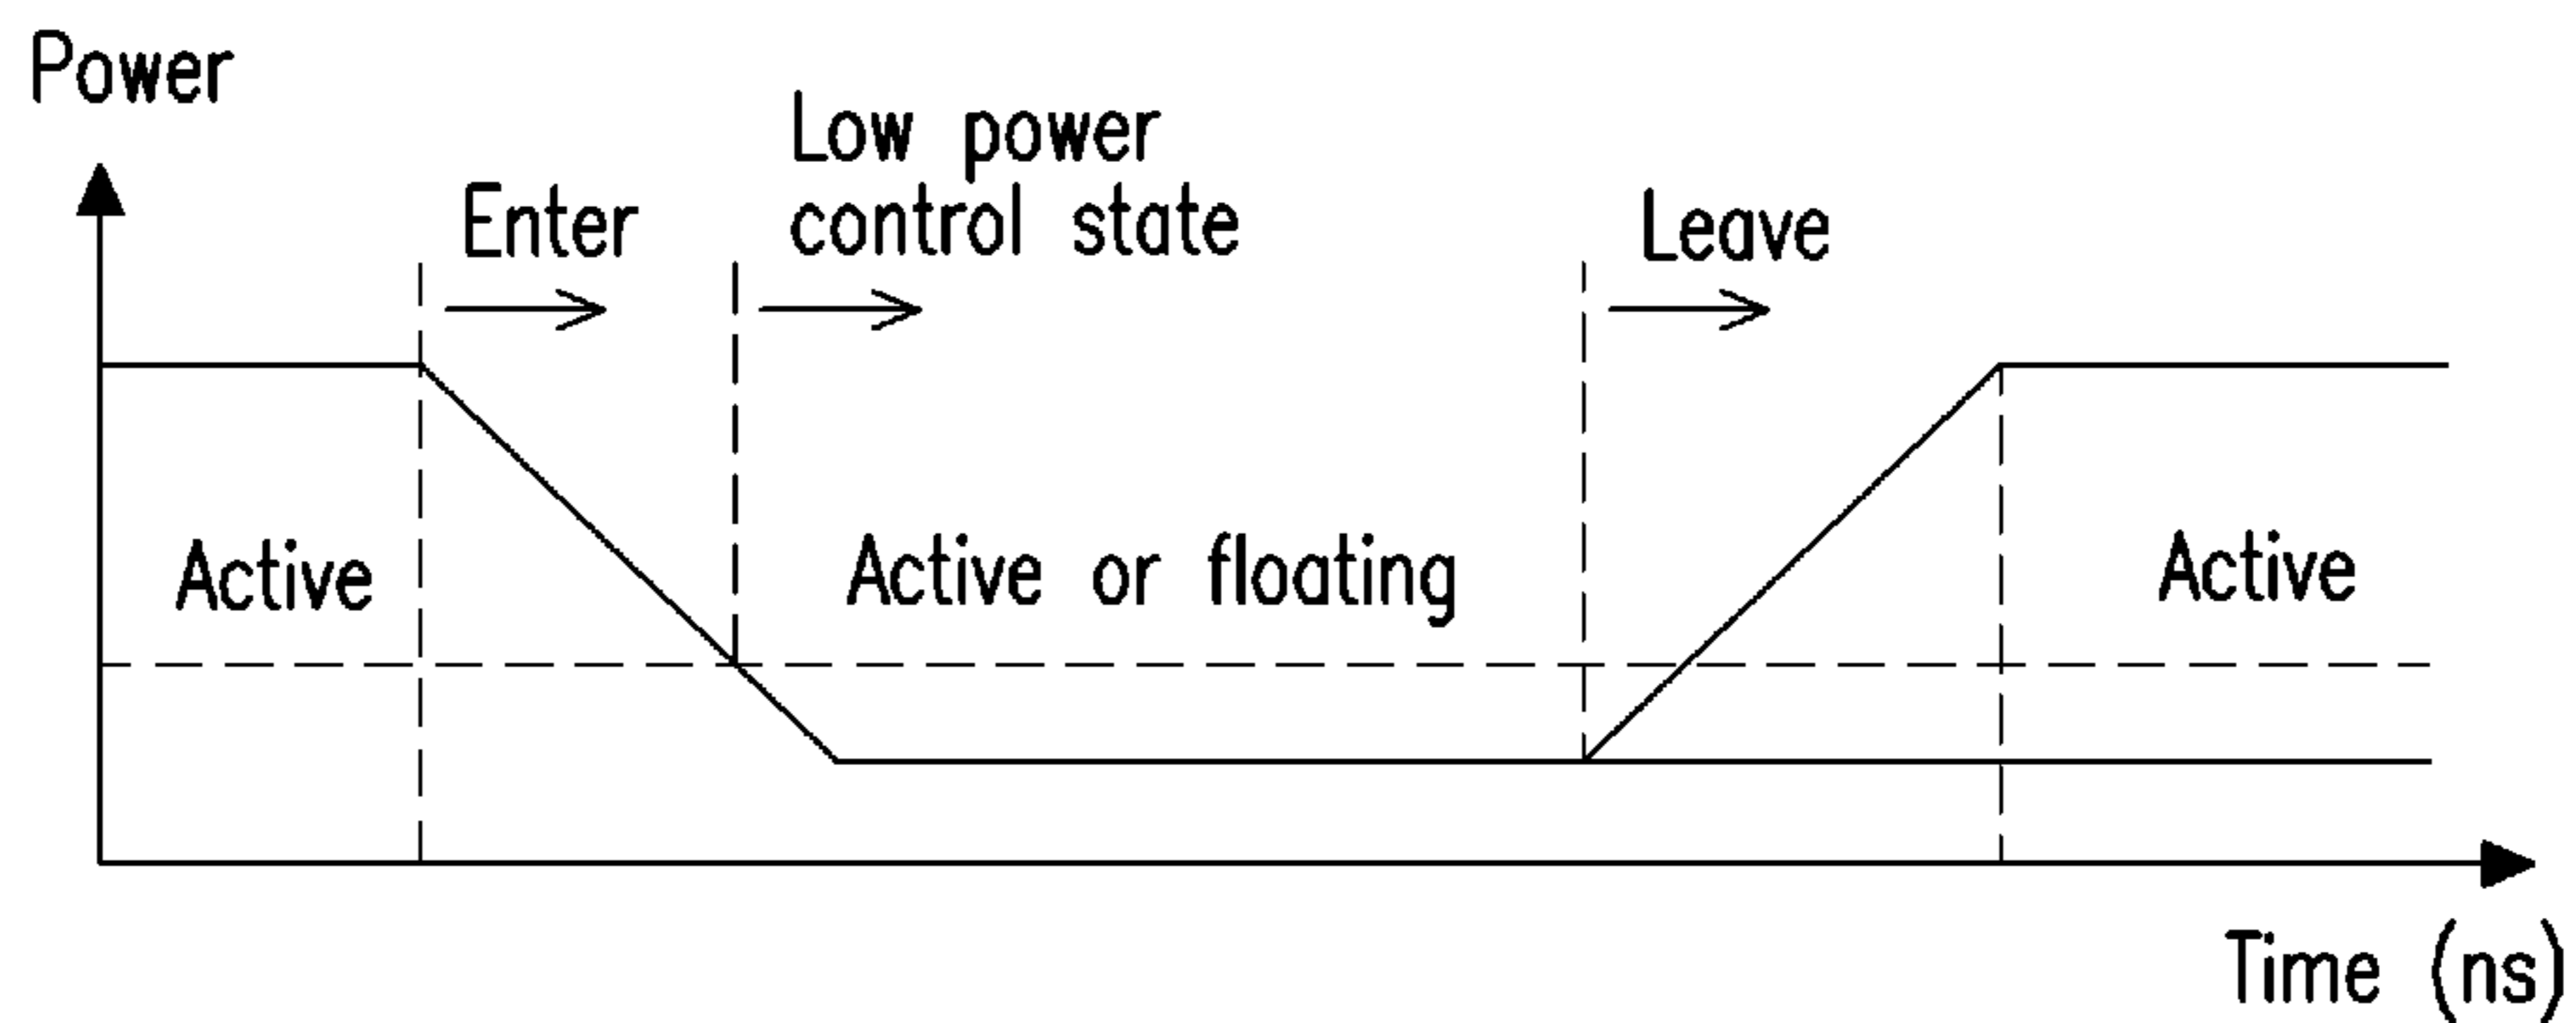 Power
Low power
control state
Enter
Leave
Active
Active or floating
Active
Time (ns)